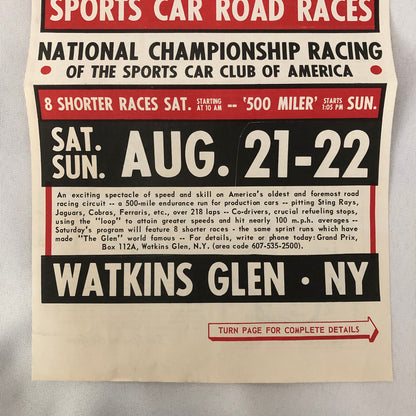 SPORTS CAR ROAD RACES
NATIONAL CHAMPIONSHIP RACING
OF THE SPORTS CAR CLUB OF AMERICA
8 SHORTER RACES SAT. STARTING AT 10 AM -- '500 MILER' STARTS 1:05 PM SUN.
SAT. SUN. AUG. 21-22
An exciting spectacle of speed and skill on America's oldest and foremost road
racing circuit -- a 500-mile endurance run for production cars -- pitting Sting Rays,
Jaguars, Cobras, Ferraris, etc., over 218 laps -- Co-drivers, crucial refueling stops,
using the "loop" to attain greater speeds and hit nearly 100 m.p.h. averages --
Saturday's program will feature 8 shorter races - the same sprint runs which have
made "The Glen" world famous -- For details, write or phone today: Grand Prix,
Box 112A, Watkins Glen, N.Y. (area code 607-535-2500).
WATKINS GLEN • NY
TURN PAGE FOR COMPLETE DETAILS